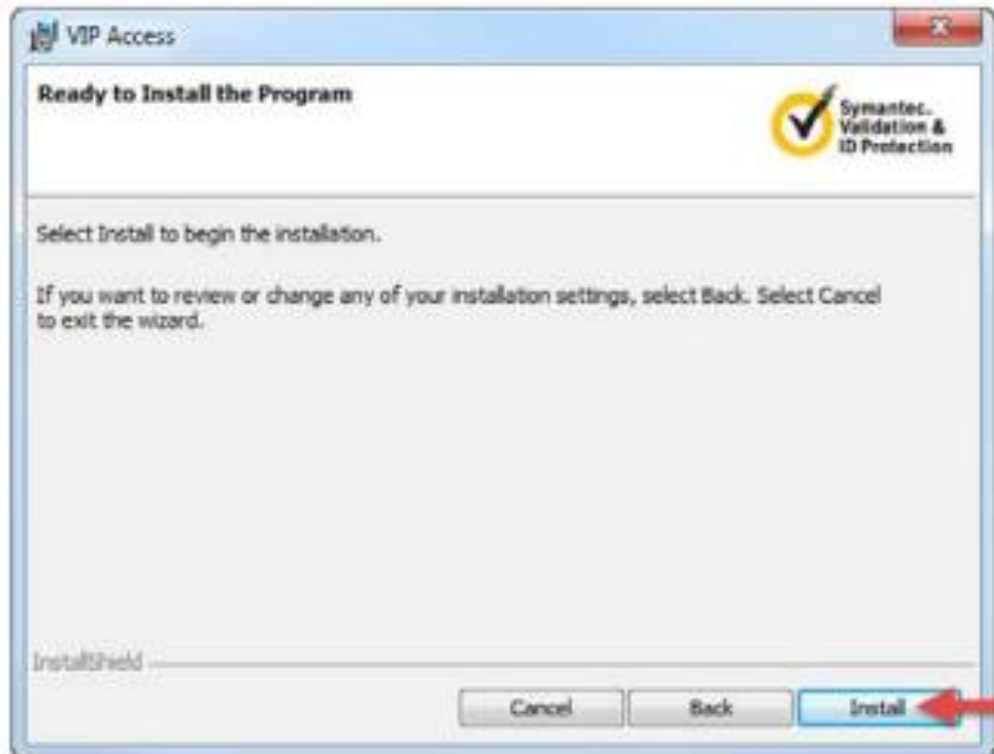 VIP Access
Ready to Install the Program
Symantec.
Validation &
ID Protection
Select Install to begin the installation.
If you want to review or change any of your installation settings, select Back. Select Cancel
to exit the wizard.
InstallShield
Cancel
Back
Install